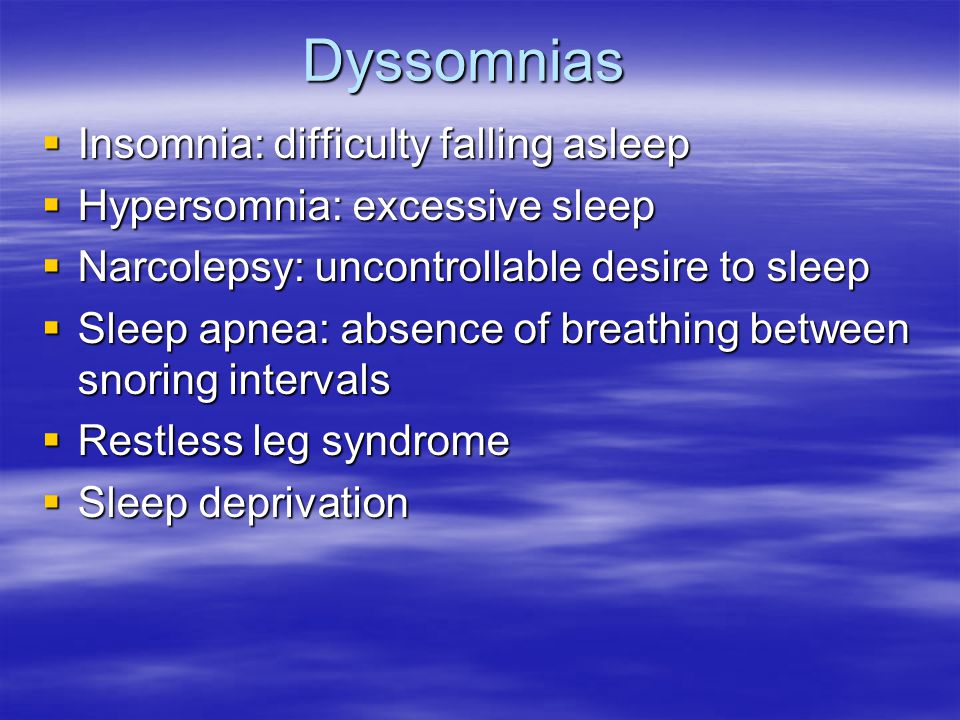 Dyssomnias
▪ Insomnia: difficulty falling asleep
▪ Hypersomnia: excessive sleep
▪ Narcolepsy: uncontrollable desire to sleep
▪ Sleep apnea: absence of breathing between
snoring intervals
▪ Restless leg syndrome
▪ Sleep deprivation